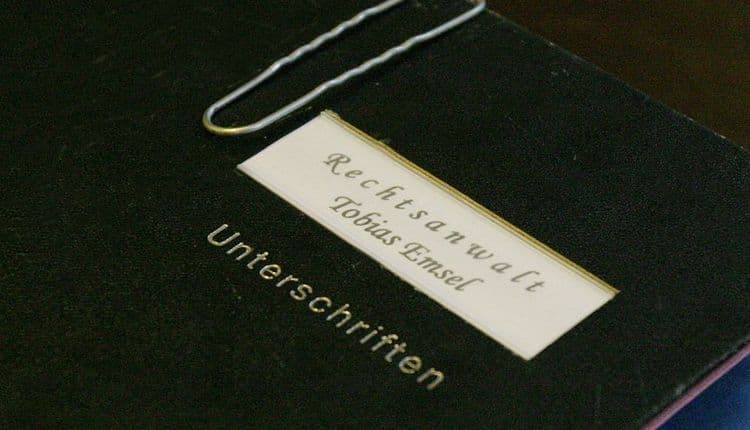 Rechtsanwalt
Tobias Emsel
Unterschriften